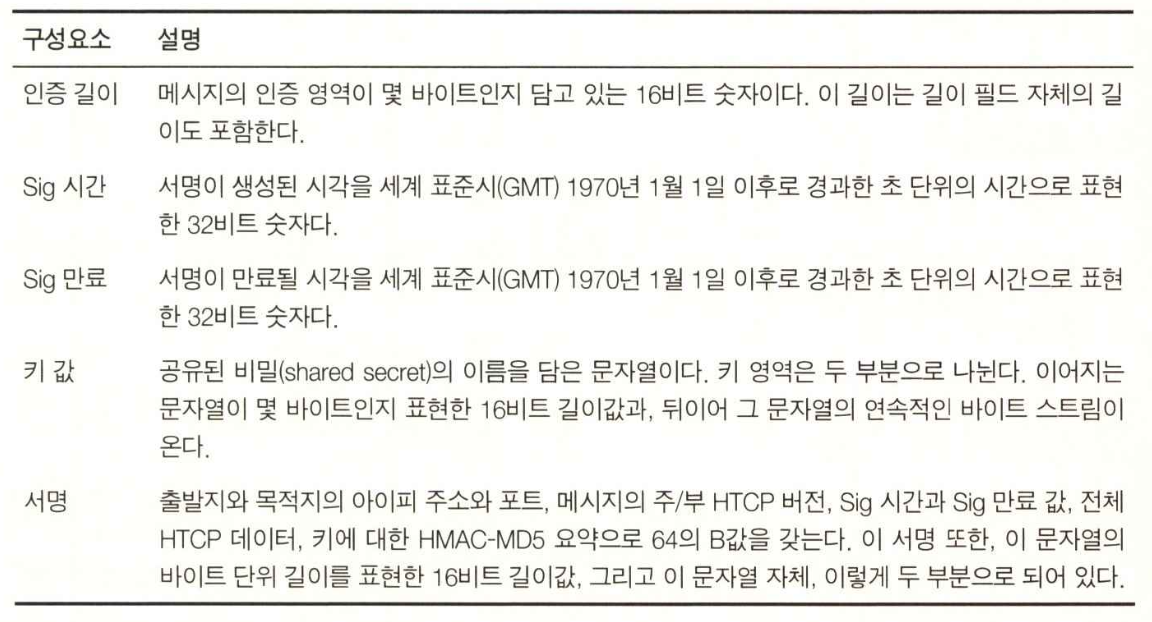 구성요소 설명
인증 길이 메시지의 인증 영역이 몇 바이트인지 담고 있는 16비트 숫자이다. 이 길이는 길이 필드 자체의 길
이도 포함한다.
Sig 시간 서명이 생성된 시각을 세계 표준시(GMT) 1970년 1월 1일 이후로 경과한 초 단위의 시간으로 표현
한 32비트 숫자다.
Sig 만료 서명이 만료될 시각을 세계 표준시(GMT) 1970년 1월 1일 이후로 경과한 초 단위의 시간으로 표현
한 32비트 숫자다.
키 값 공유된 비밀(shared secret)의 이름을 담은 문자열이다. 키 영역은 두 부분으로 나뉜다. 이어지는
문자열이 몇 바이트인지 표현한 16비트 길이값과, 뒤이어 그 문자열의 연속적인 바이트 스트림이
온다.
서명 출발지와 목적지의 아이피 주소와 포트, 메시지의 주/부 HTCP 버전, Sig 시간과 Sig 만료 값, 전체
HTCP 데이터, 키에 대한 HMAC-MD5 요약으로 64의 B값을 갖는다. 이 서명 또한, 이 문자열의
바이트 단위 길이를 표현한 16비트 길이값, 그리고 이 문자열 자체, 이렇게 두 부분으로 되어 있다.